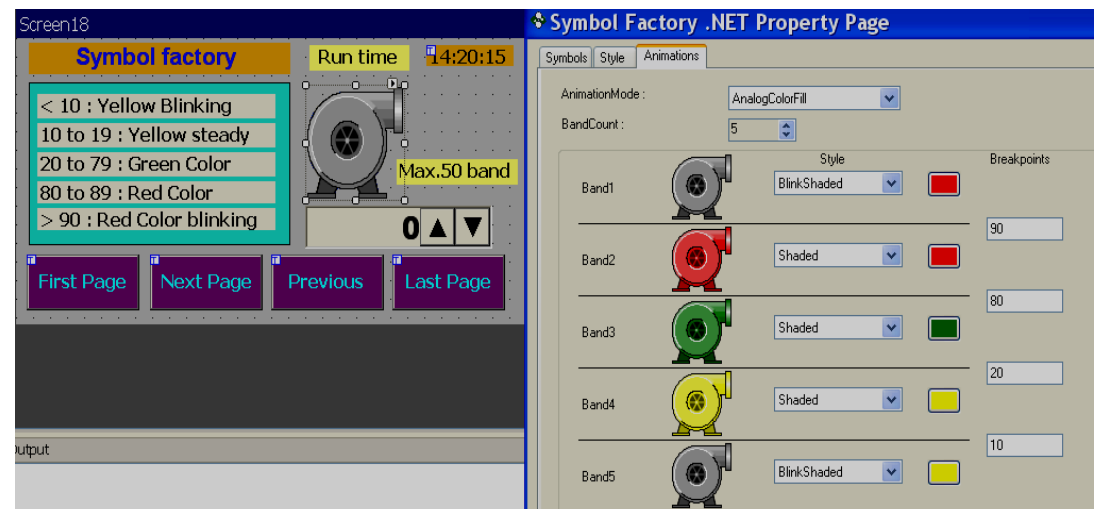 Screen18
Symbol factory
Run time
14:20:15
< 10 : Yellow Blinking
10 to 19 : Yellow steady
20 to 79 : Green Color
80 to 89 : Red Color
> 90 : Red Color blinking
Max.50 band
0
First Page
Next Page
Previous
Last Page
Output
Symbol Factory .NET Property Page
Symbols
Style
Animations
AnimationMode :
AnalogColorFill
BandCount :
5
Style
Breakpoints
Band1
BlinkShaded
90
Band2
Shaded
80
Band3
Shaded
20
Band4
Shaded
10
Band5
BlinkShaded